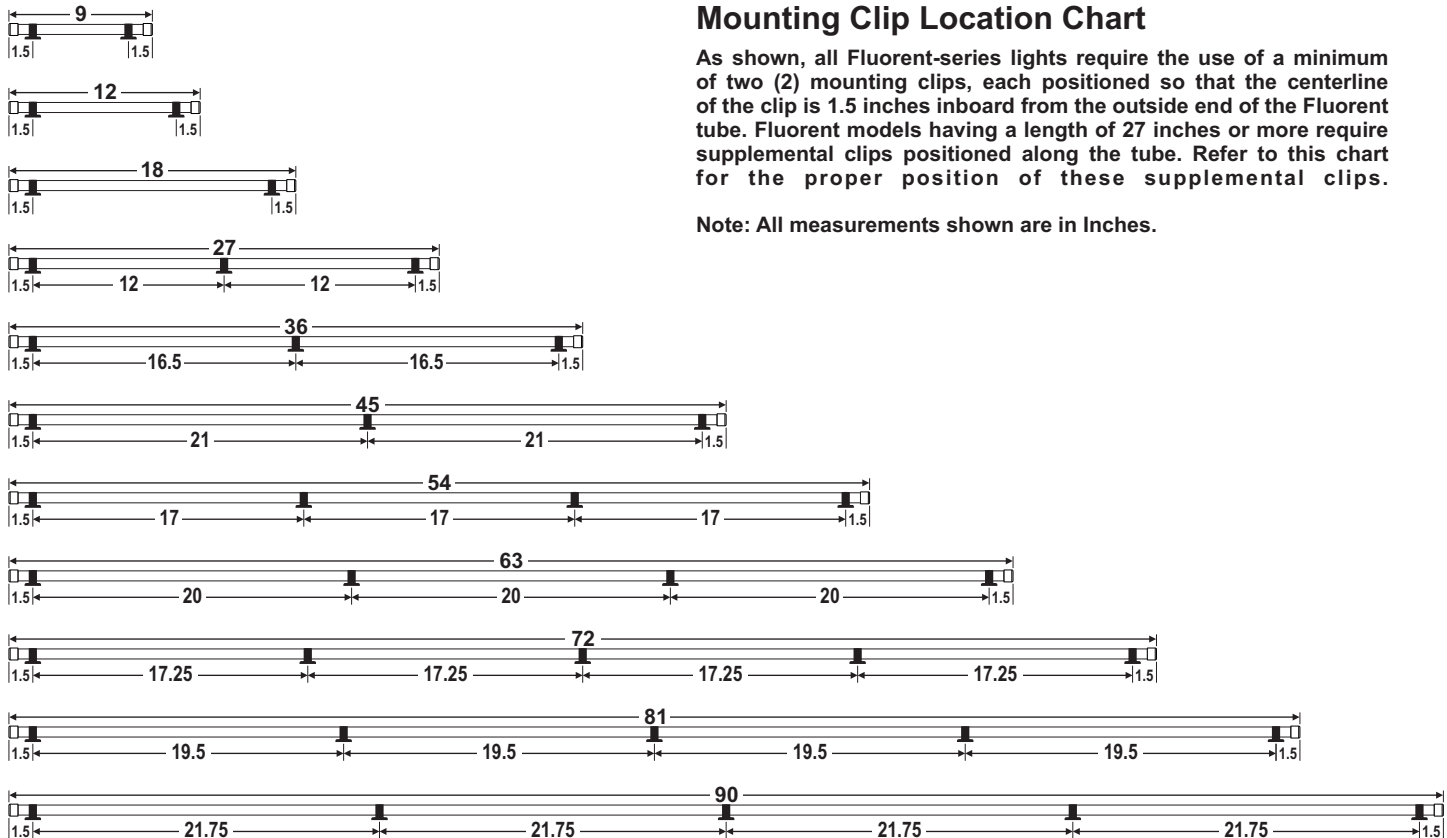 Mounting Clip Location Chart
As shown, all Fluorent-series lights require the use of a minimum
of two (2) mounting clips, each positioned so that the centerline
of the clip is 1.5 inches inboard from the outside end of the Fluorent
tube. Fluorent models having a length of 27 inches or more require
supplemental clips positioned along the tube. Refer to this chart
for the proper position of these supplemental clips.
Note: All measurements shown are in Inches.
9
1.5 1.5
12
1.5 1.5
18
1.5 1.5
27
1.5 12 12 1.5
36
1.5 16.5 16.5 1.5
45
1.5 21 21 1.5
54
1.5 17 17 17 1.5
63
1.5 20 20 20 1.5
72
1.5 17.25 17.25 17.25 17.25 1.5
81
1.5 19.5 19.5 19.5 19.5 1.5
90
1.5 21.75 21.75 21.75 21.75 1.5